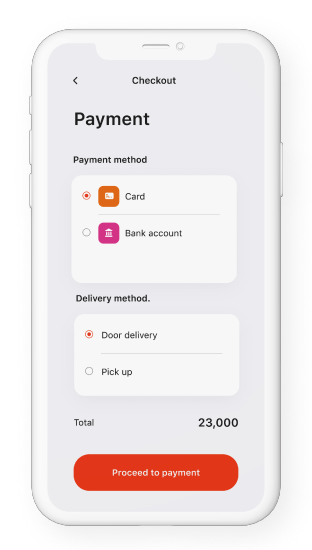 Checkout
Payment
Payment method
Card
Bank account
Delivery method.
Door delivery
Pick up
Total 23,000
Proceed to payment